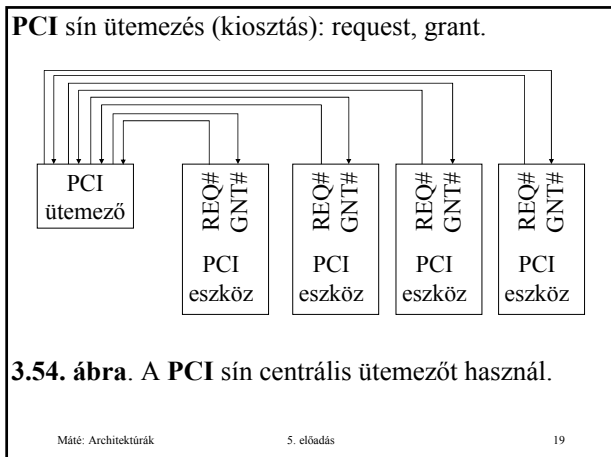 PCI sín ütemezés (kiosztás): request, grant.
PCI
ütemező
REQ#
GNT#
PCI
eszköz
REQ#
GNT#
PCI
eszköz
REQ#
GNT#
PCI
eszköz
REQ#
GNT#
PCI
eszköz
3.54. ábra. A PCI sín centrális ütemezőt használ.
Máté: Architektúrák 5. előadás 19